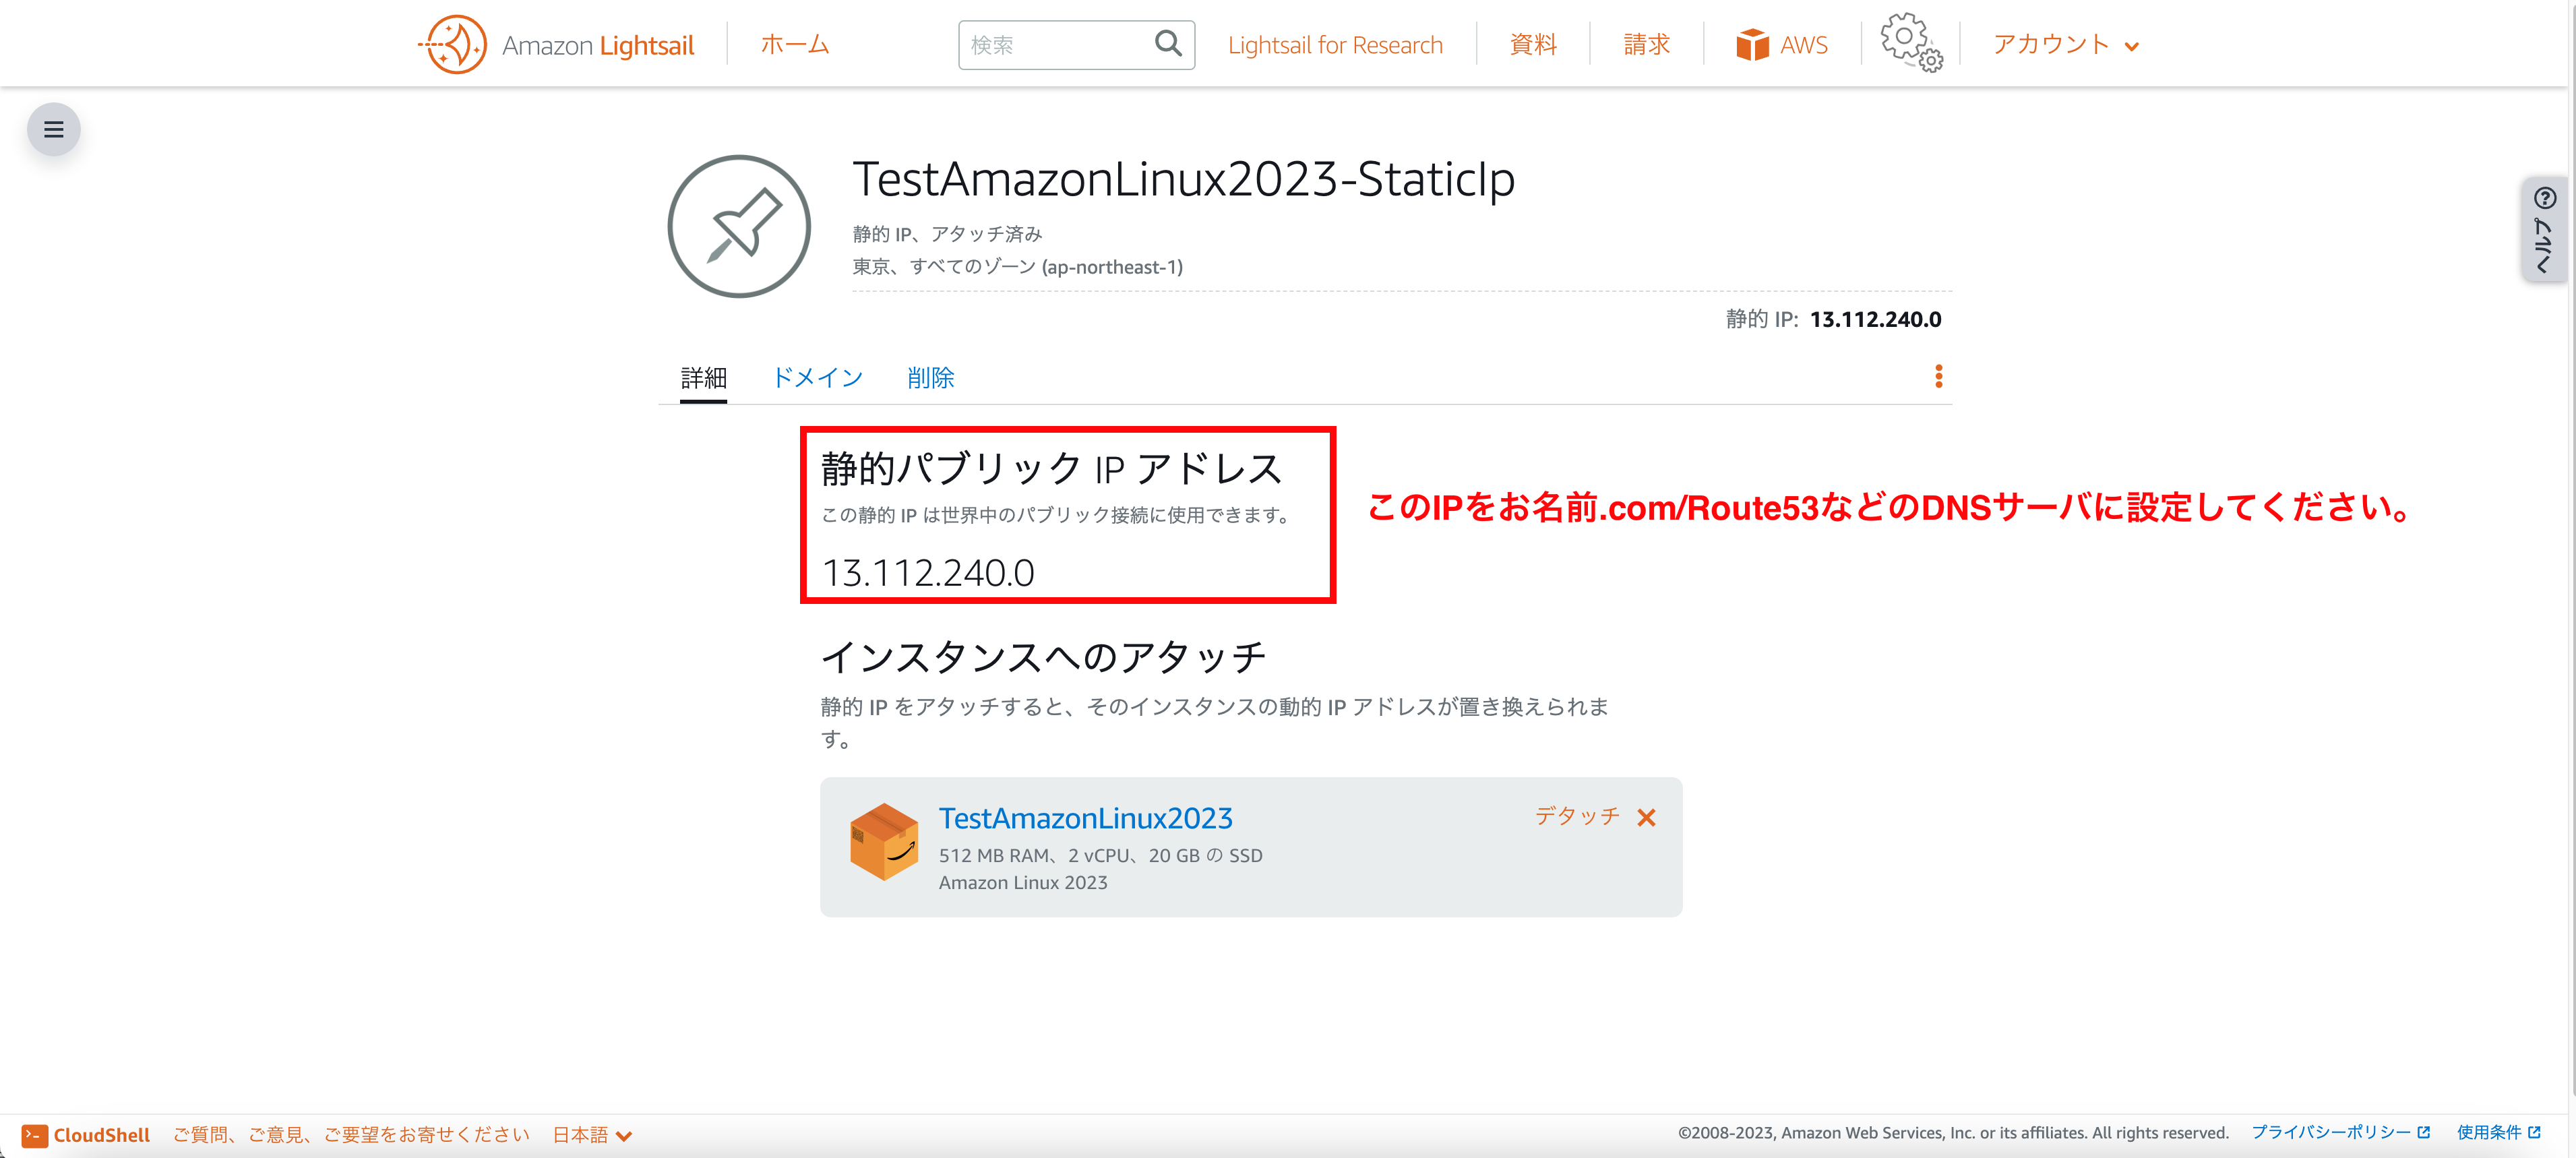 Amazon Lightsail
ホーム
検索
Lightsail for Research
資料
請求
AWS
アカウント
ヘルプ
TestAmazonLinux2023-StaticIp
静的 IP、アタッチ済み
東京、すべてのゾーン (ap-northeast-1)
静的 IP: 13.112.240.0
詳細
ドメイン
削除
静的パブリック IP アドレス
この静的 IP は世界中のパブリック接続に使用できます。
13.112.240.0
このIPをお名前.com/Route53などのDNSサーバに設定してください。
インスタンスへのアタッチ
静的 IP をアタッチすると、そのインスタンスの動的 IP アドレスが置き換えられま
す。
TestAmazonLinux2023
デタッチ
512 MB RAM、2 vCPU、20 GB の SSD
Amazon Linux 2023
CloudShell
ご質問、ご意見、ご要望をお寄せください
日本語
©2008-2023, Amazon Web Services, Inc. or its affiliates. All rights reserved.
プライバシーポリシー
使用条件